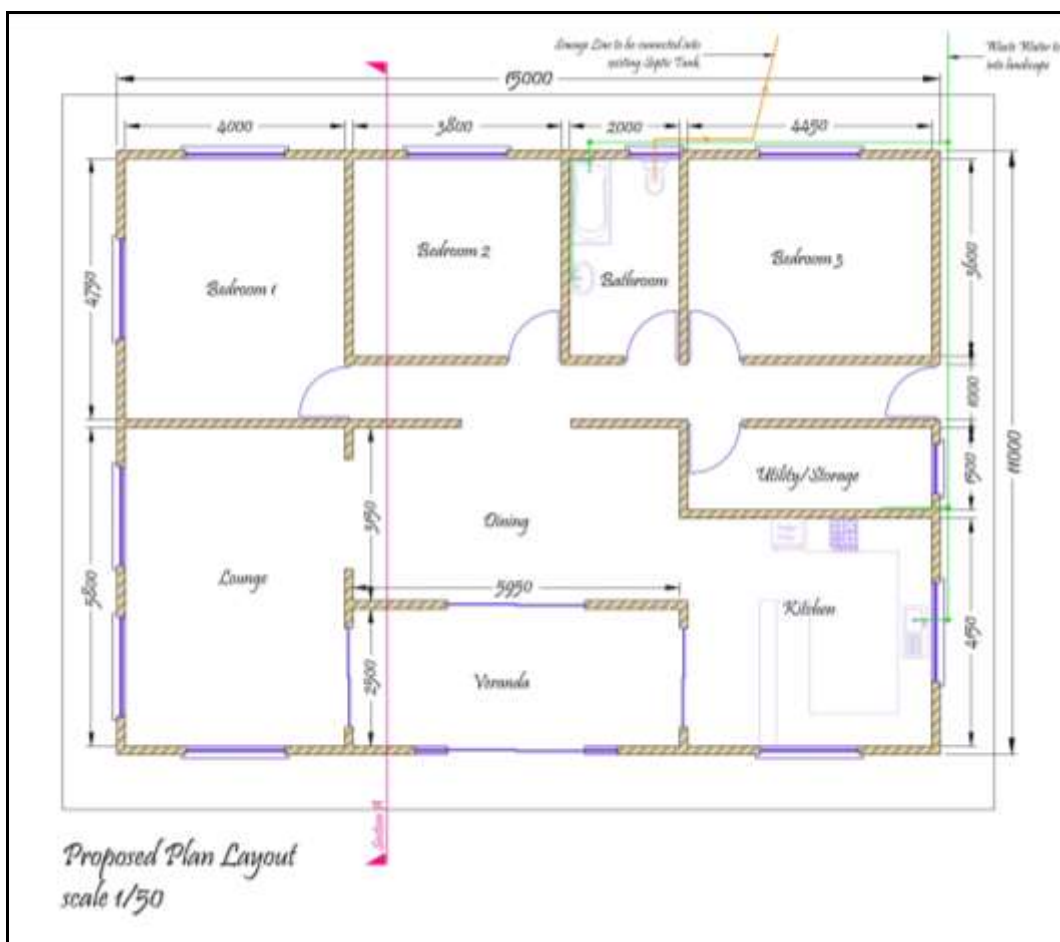 Sewage Line to be connected into
existing Septic Tank
Waste Water to
into landscape
15000
4000
3800
2000
4450
Bedroom 1
Bedroom 2
Bathroom
Bedroom 3
4750
3600
1000
11000
1500
Utility/Storage
Dining
3150
5950
Lounge
5800
Kitchen
4150
2500
Veranda
Section
Proposed Plan Layout
scale 1/50